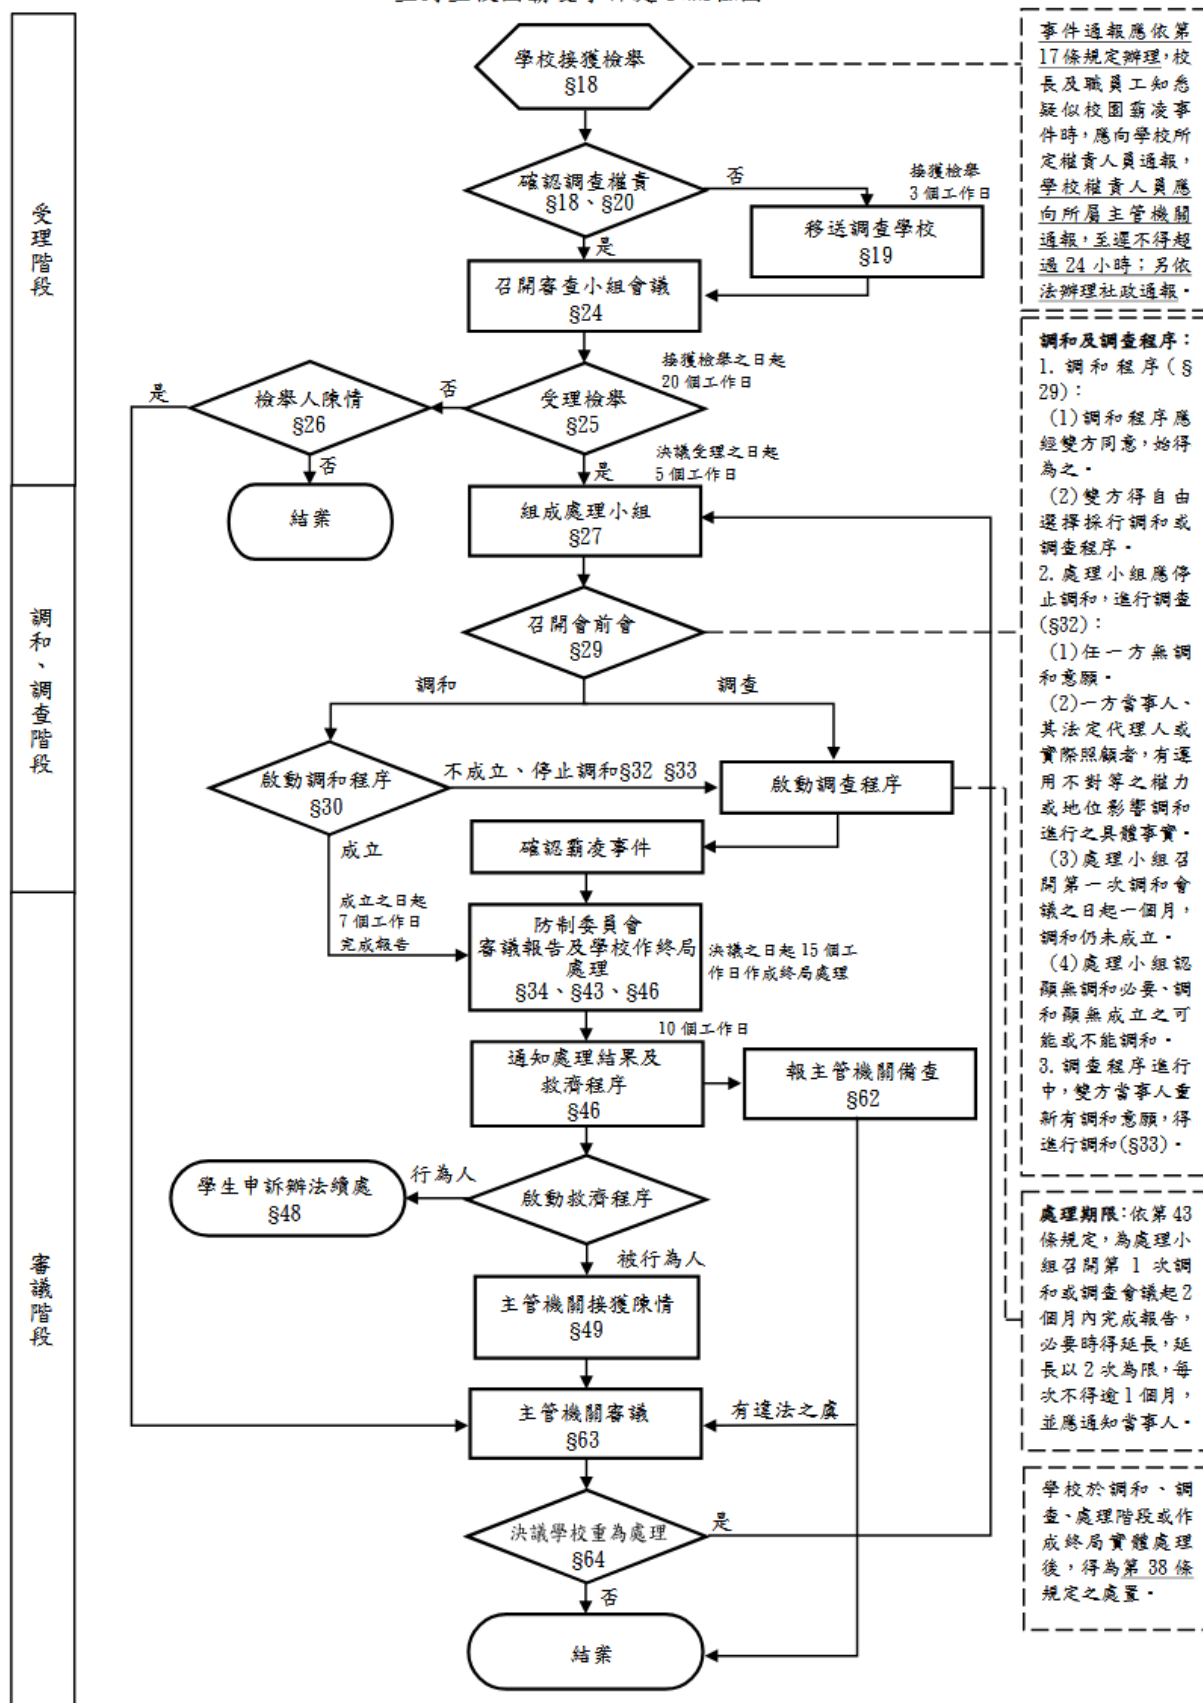 學校接獲檢舉
§18
確認調查權責
§18、§20
否
接獲檢舉
3 個工作日
移送調查學校
§19
是
召開審查小組會議
§24
接獲檢舉之日起
20 個工作日
受理檢舉
§25
否
檢舉人陳情
§26
是
否
結案
決議受理之日起
5 個工作日
是
組成處理小組
§27
召開會前會
§29
調和
調查
啟動調和程序
§30
不成立、停止調和§32 §33
啟動調查程序
成立
確認霸凌事件
成立之日起
7 個工作日
完成報告
防制委員會
審議報告及學校作終局
處理
§34、§43、§46
決議之日起 15 個工
作日作成終局處理
10 個工作日
通知處理結果及
救濟程序
§46
報主管機關備查
§62
啟動救濟程序
行為人
學生申訴辦法續處
§48
被行為人
主管機關接獲陳情
§49
主管機關審議
§63
有違法之虞
決議學校重為處理
§64
是
否
結案
受理階段
調和、調查階段
審議階段
事件通報應依第
17條規定辦理，校
長及職員工知悉
疑似校園霸凌事
件時，應向學校所
定權責人員通報，
學校權責人員應
向所屬主管機關
通報，至遲不得超
過 24 小時；另依
法辦理社政通報。
調和及調查程序：
1. 調和程序(§
29)：
(1)調和程序應
經雙方同意，始得
為之。
(2)雙方得自由
選擇採行調和或
調查程序。
2. 處理小組應停
止調和，進行調查
(§32)：
(1)任一方無調
和意願。
(2)一方當事人、
其法定代理人或
實際照顧者，有運
用不對等之權力
或地位影響調和
進行之具體事實。
(3)處理小組召
開第一次調和會
議之日起一個月，
調和仍未成立。
(4)處理小組認
顯無調和必要、調
和顯無成立之可
能或不能調和。
3. 調查程序進行
中，雙方當事人重
新有調和意願，得
進行調和(§33)。
處理期限：依第 43
條規定，為處理小
組召開第 1 次調
和或調查會議起2
個月內完成報告，
必要時得延長，延
長以 2 次為限，每
次不得逾 1 個月，
並應通知當事人。
學校於調和、調
查、處理階段或作
成終局實體處理
後，得為第 38 條
規定之處置。